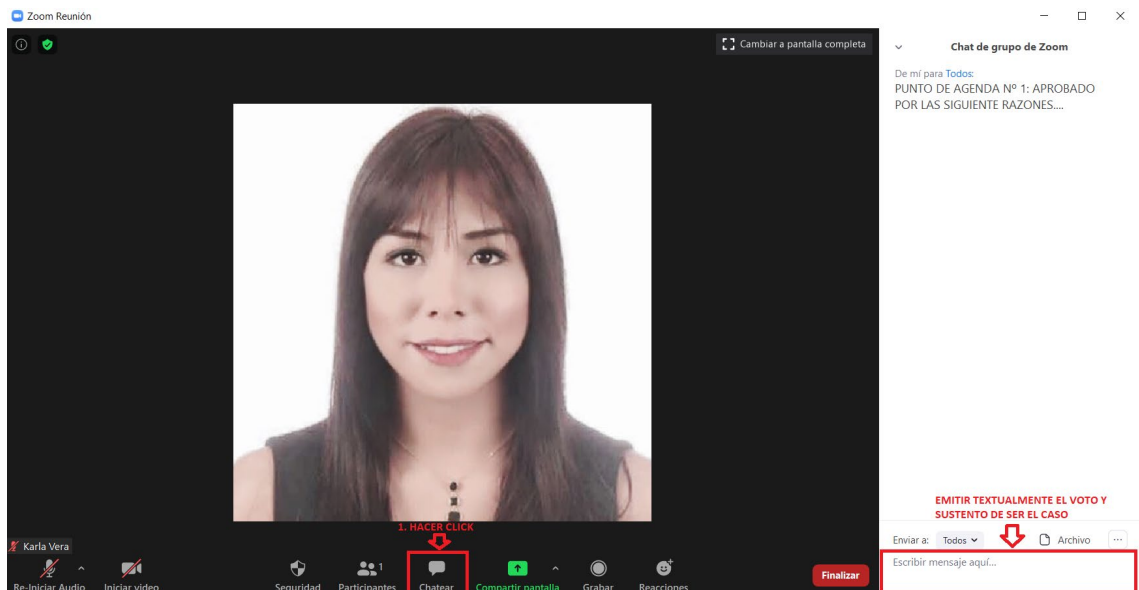 Zoom Reunión
Cambiar a pantalla completa
Chat de grupo de Zoom
De mí para Todos:
PUNTO DE AGENDA Nº 1: APROBADO
POR LAS SIGUIENTE RAZONES....
EMITIR TEXTUALMENTE EL VOTO Y
SUSTENTO DE SER EL CASO
1. HACER CLICK
Karla Vera
Enviar a: Todos Archivo ...
Escribir mensaje aquí...
1
Re-Iniciar Audio Iniciar video Seguridad Participantes Chatear Compartir pantalla Grabar Reacciones Finalizar